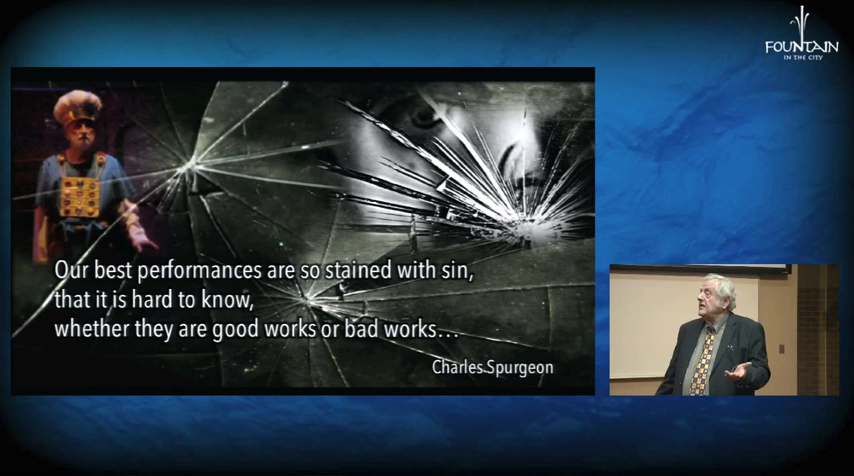 FOUNTAIN
IN THE CITY
Our best performances are so stained with sin,
that it is hard to know,
whether they are good works or bad works…
Charles Spurgeon